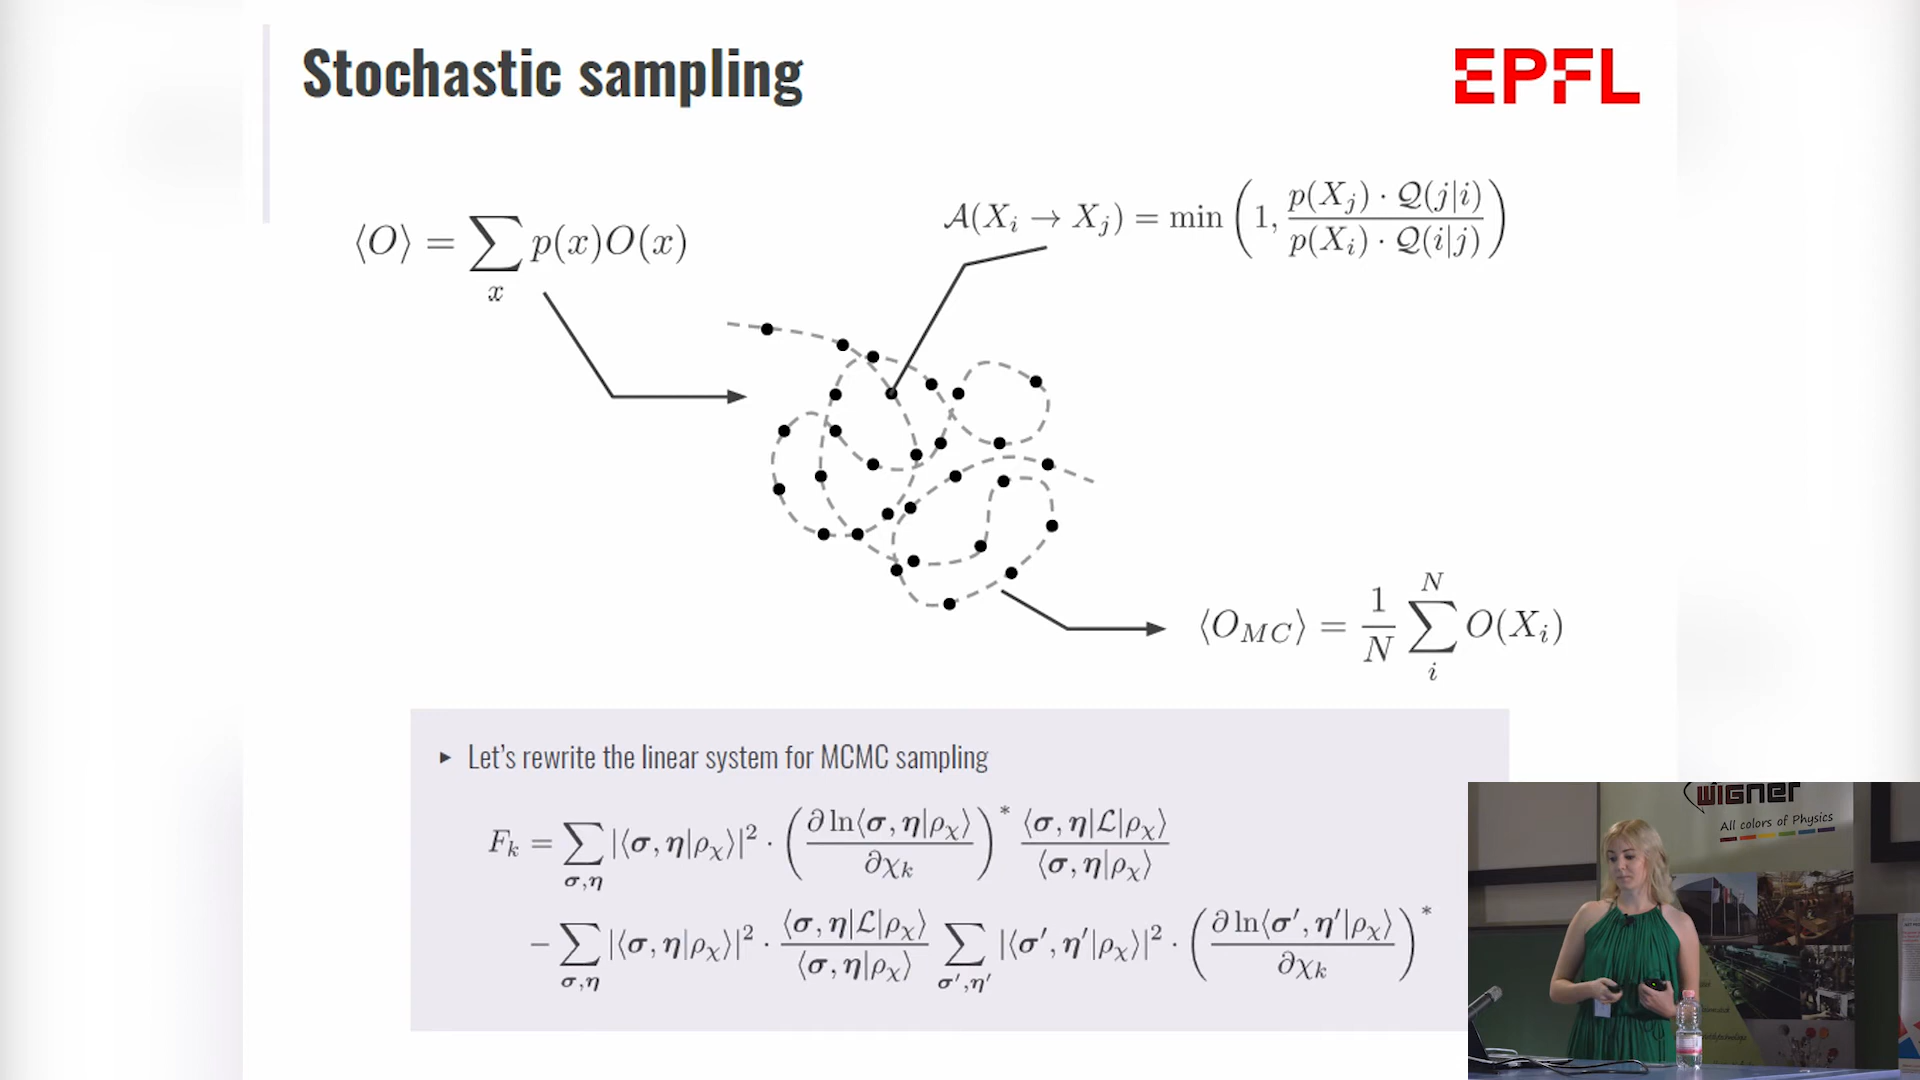 Stochastic sampling
EPFL
⟨O⟩ = ∑_x p(x)O(x)
𝒜(X_i → X_j) = min (1, p(X_j) · 𝒬(j|i) / p(X_i) · 𝒬(i|j))
⟨O_MC⟩ = 1/N ∑_i^N O(X_i)
▸ Let's rewrite the linear system for MCMC sampling
F_k = ∑_{σ,η} |⟨σ, η|ρ_χ⟩|² · (∂ ln⟨σ, η|ρ_χ⟩ / ∂χ_k)* ⟨σ, η|ℒ|ρ_χ⟩ / ⟨σ, η|ρ_χ⟩
− ∑_{σ,η} |⟨σ, η|ρ_χ⟩|² · ⟨σ, η|ℒ|ρ_χ⟩ / ⟨σ, η|ρ_χ⟩ ∑_{σ′,η′} |⟨σ′, η′|ρ_χ⟩|² · (∂ ln⟨σ′, η′|ρ_χ⟩ / ∂χ_k)*
wigner
All colors of Physics